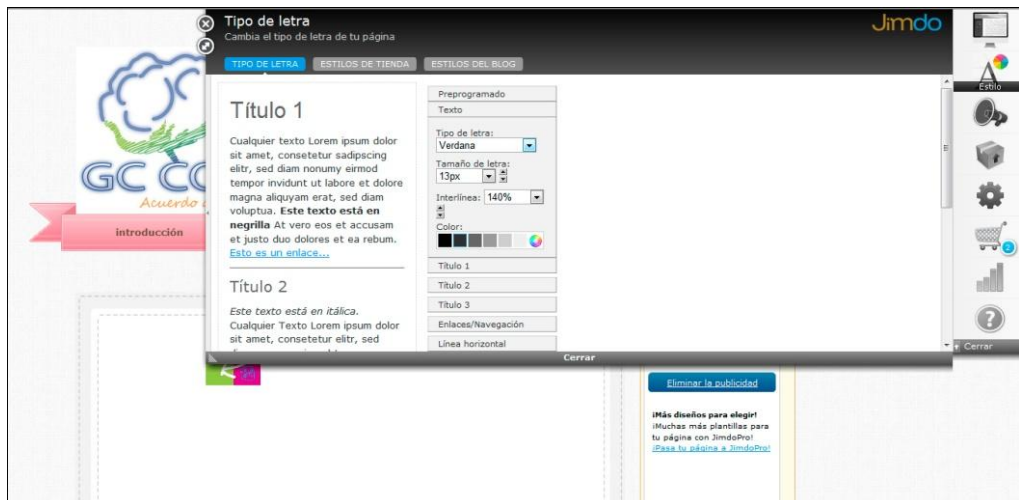 Tipo de letra
Cambia el tipo de letra de tu página
Jimdo
TIPO DE LETRA
ESTILOS DE TIENDA
ESTILOS DEL BLOG
Título 1
Cualquier texto Lorem ipsum dolor
sit amet, consetetur sadipscing
elitr, sed diam nonumy eirmod
tempor invidunt ut labore et dolore
magna aliquyam erat, sed diam
voluptua. Este texto está en
negrilla At vero eos et accusam
et justo duo dolores et ea rebum.
Esto es un enlace...
Título 2
Este texto está en itálica.
Cualquier Texto Lorem ipsum dolor
sit amet, consetetur elitr, sed
Preprogramado
Texto
Tipo de letra:
Verdana
Tamaño de letra:
13px
Interlínea: 140%
Color:
Título 1
Título 2
Título 3
Enlaces/Navegación
Línea horizontal
Cerrar
Estilo
2
Cerrar
GC CO
Acuerdo
introducción
Eliminar la publicidad
¡Más diseños para elegir!
¡Muchas más plantillas para
tu página con JimdoPro!
¡Pasa tu página a JimdoPro!